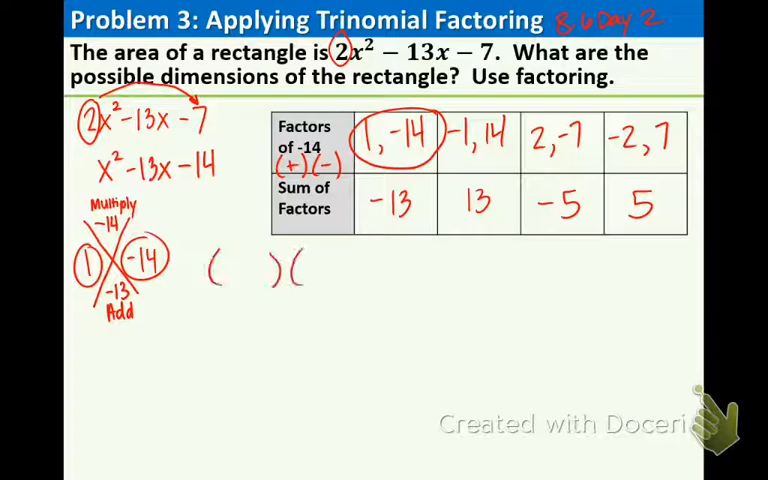 Problem 3: Applying Trinomial Factoring 8.6 Day 2
The area of a rectangle is 2x² − 13x − 7. What are the
possible dimensions of the rectangle? Use factoring.
2x² -13x -7
x² -13x -14
Multiply
-14
1 -14
-13
Add
Factors of -14 (+)(-) 1, -14 -1, 14 2, -7 -2, 7
Sum of Factors -13 13 -5 5
( )(
Created with Doceri